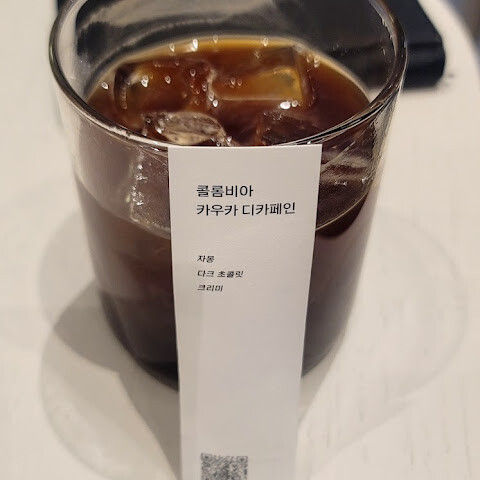 콜롬비아
카우카 디카페인
자몽
다크 초콜릿
크리미